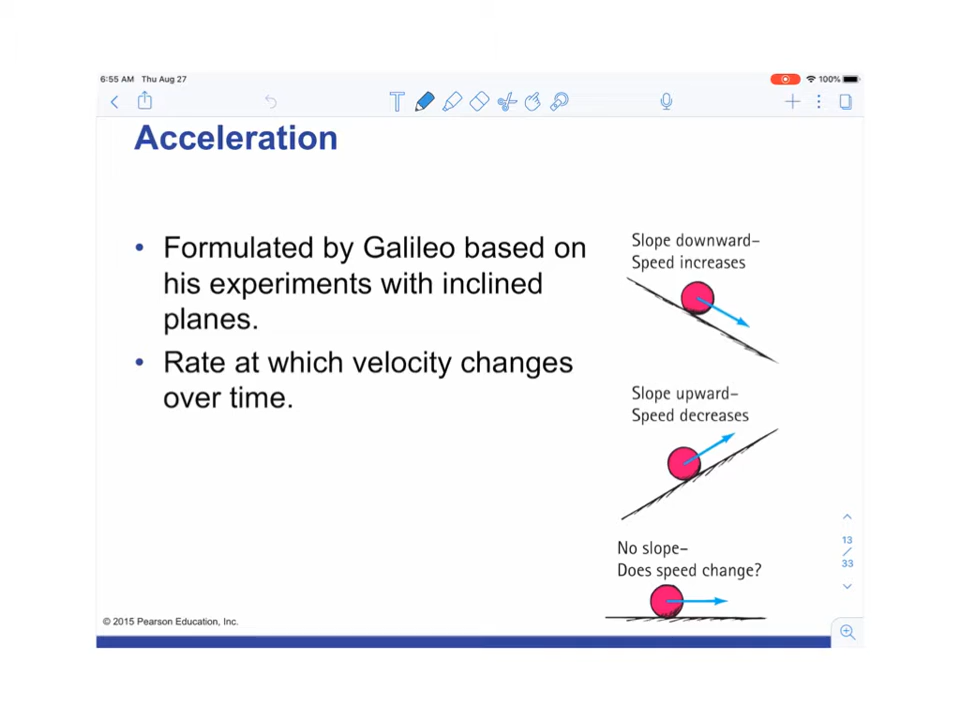 6:55 AM Thu Aug 27
100%
T
Acceleration
• Formulated by Galileo based on
his experiments with inclined
planes.
• Rate at which velocity changes
over time.
Slope downward–
Speed increases
Slope upward–
Speed decreases
No slope–
Does speed change?
13
/
33
© 2015 Pearson Education, Inc.